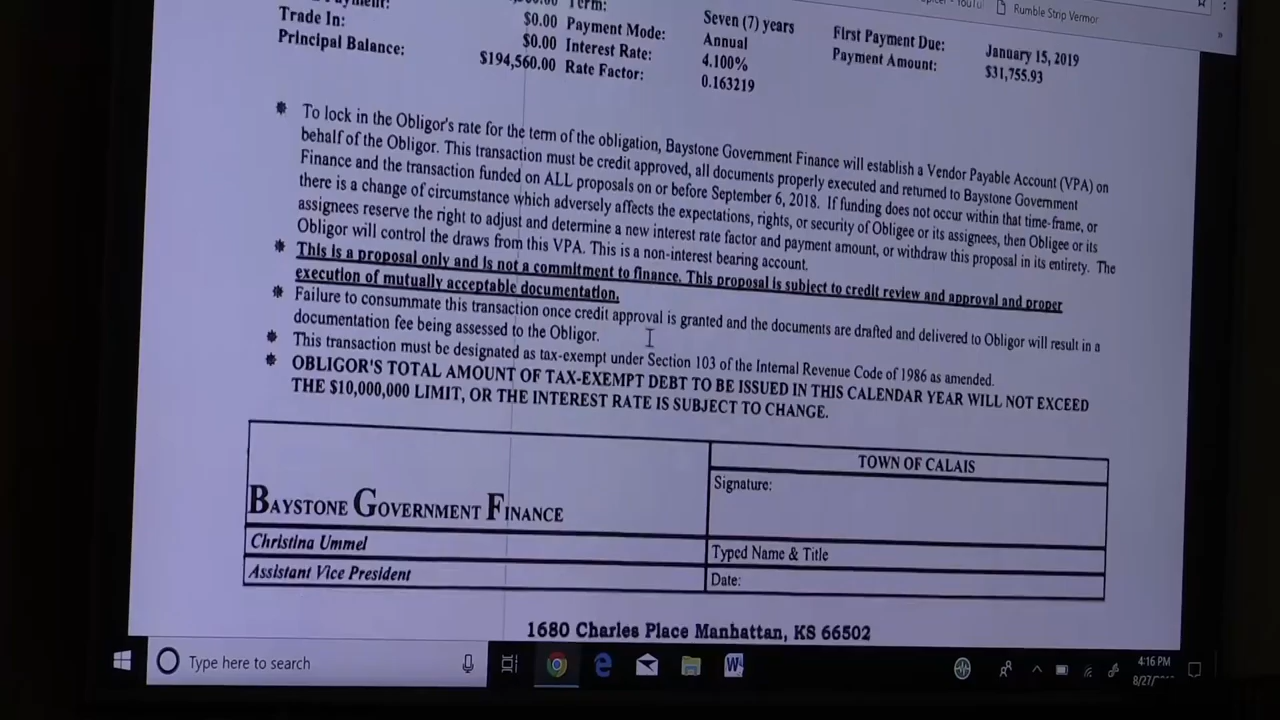 YouTu
Rumble Strip Vermor
Term: Seven (7) years First Payment Due: January 15, 2019
Trade In: $0.00 Payment Mode: Annual Payment Amount: $31,755.93
$0.00 Interest Rate: 4.100%
Principal Balance: $194,560.00 Rate Factor: 0.163219
To lock in the Obligor's rate for the term of the obligation, Baystone Government Finance will establish a Vendor Payable Account (VPA) on
behalf of the Obligor. This transaction must be credit approved, all documents properly executed and returned to Baystone Government
Finance and the transaction funded on ALL proposals on or before September 6, 2018. If funding does not occur within that time-frame, or
there is a change of circumstance which adversely affects the expectations, rights, or security of Obligee or its assignees, then Obligee or its
assignees reserve the right to adjust and determine a new interest rate factor and payment amount, or withdraw this proposal in its entirety. The
Obligor will control the draws from this VPA. This is a non-interest bearing account.
This is a proposal only and is not a commitment to finance. This proposal is subject to credit review and approval and proper
execution of mutually acceptable documentation.
Failure to consummate this transaction once credit approval is granted and the documents are drafted and delivered to Obligor will result in a
documentation fee being assessed to the Obligor.
This transaction must be designated as tax-exempt under Section 103 of the Internal Revenue Code of 1986 as amended.
OBLIGOR'S TOTAL AMOUNT OF TAX-EXEMPT DEBT TO BE ISSUED IN THIS CALENDAR YEAR WILL NOT EXCEED
THE $10,000,000 LIMIT, OR THE INTEREST RATE IS SUBJECT TO CHANGE.
TOWN OF CALAIS
Signature:
BAYSTONE GOVERNMENT FINANCE
Christina Ummel
Typed Name & Title
Assistant Vice President
Date:
1680 Charles Place Manhattan, KS 66502
Type here to search
4:16 PM
8/27/